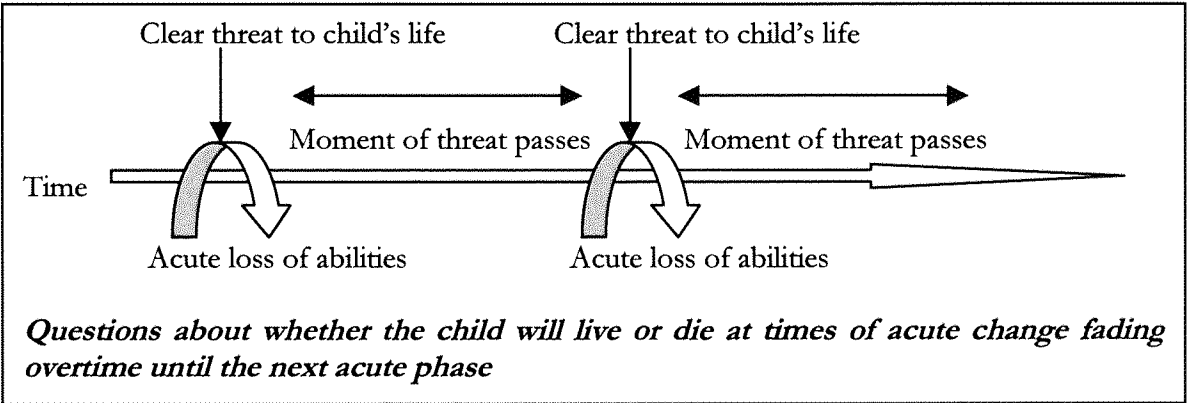 Clear threat to child's life Clear threat to child's life
Moment of threat passes Moment of threat passes
Time
Acute loss of abilities Acute loss of abilities
Questions about whether the child will live or die at times of acute change fading
overtime until the next acute phase